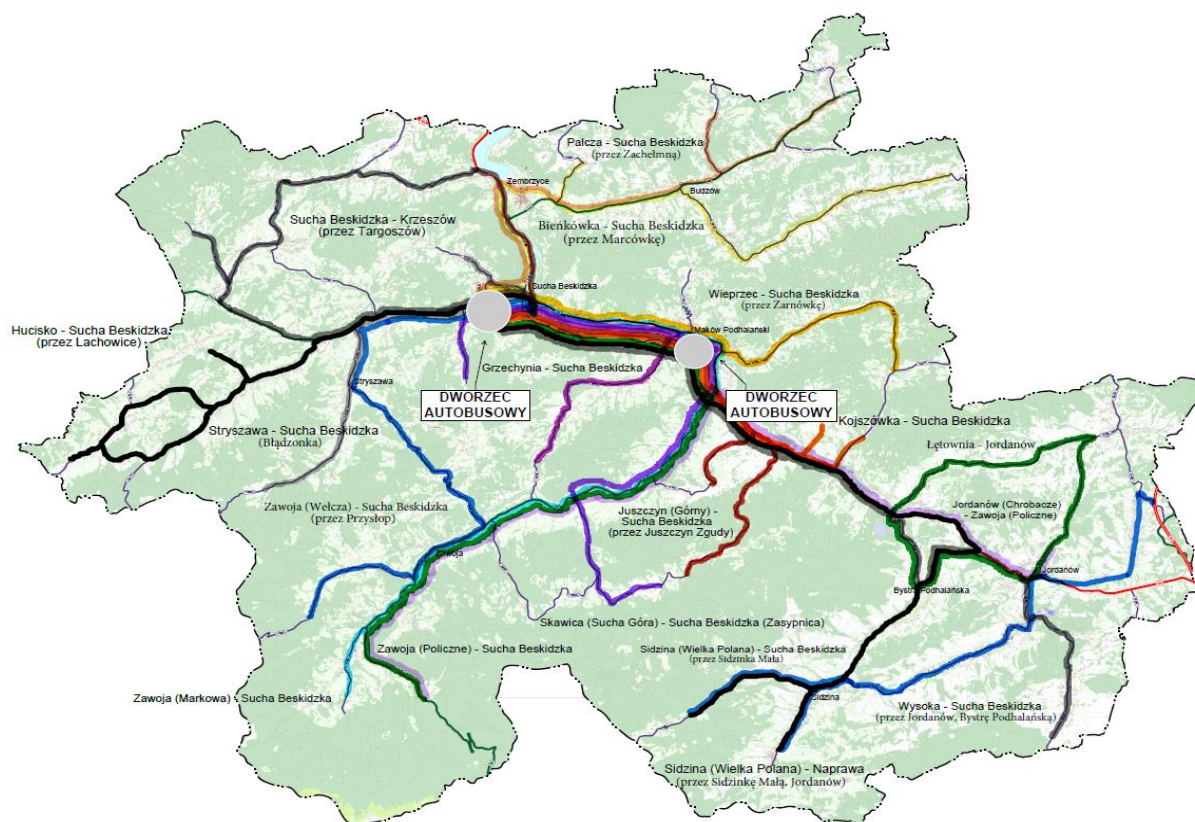 Palcza - Sucha Beskidzka
(przez Zachełmną)
Zembrzyce
Budzów
Sucha Beskidzka - Krzeszów
(przez Targoszów)
Bieńkówka - Sucha Beskidzka
(przez Marcówkę)
Sucha Beskidzka
Wieprzec - Sucha Beskidzka
(przez Żarnówkę)
Hucisko - Sucha Beskidzka
(przez Lachowice)
Maków Podhalański
Grzechynia - Sucha Beskidzka
Stryszawa
DWORZEC
AUTOBUSOWY
DWORZEC
AUTOBUSOWY
Kojszówka - Sucha Beskidzka
Stryszawa - Sucha Beskidzka
(Błądzonka)
Łętownia - Jordanów
Zawoja (Wełcza) - Sucha Beskidzka
(przez Przysłop)
Juszczyn (Górny) -
Sucha Beskidzka
(przez Juszczyn Zgudy)
Jordanów (Chrobacze)
- Zawoja (Policzne)
Zawoja
Jordanów
Bystra Podhalańska
Skawica (Sucha Góra) - Sucha Beskidzka (Zasypnica)
Zawoja (Policzne) - Sucha Beskidzka
Sidzina (Wielka Polana) - Sucha Beskidzka
(przez Sidzinka Mała)
Zawoja (Markowa) - Sucha Beskidzka
Sidzina
Wysoka - Sucha Beskidzka
(przez Jordanów, Bystrę Podhalańską)
Sidzina (Wielka Polana) - Naprawa
(przez Sidzinkę Małą, Jordanów)